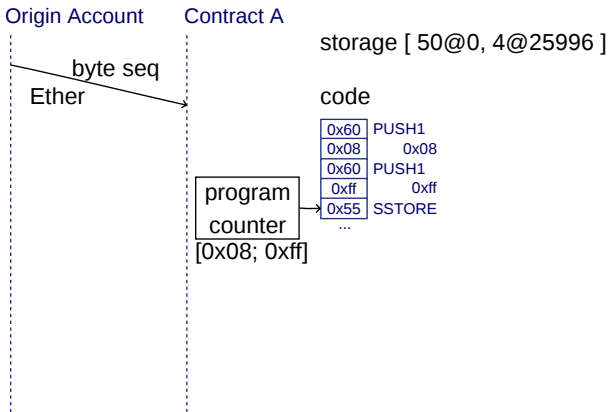 Origin Account Contract A
storage [ 50@0, 4@25996 ]
byte seq
Ether
code
0x60 PUSH1
0x08 0x08
0x60 PUSH1
0xff 0xff
0x55 SSTORE
...
program
counter
[0x08; 0xff]